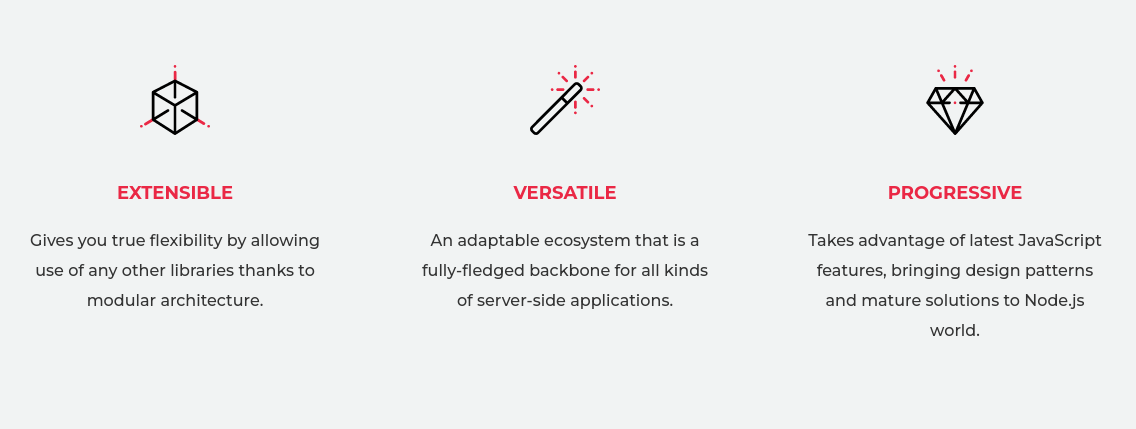 EXTENSIBLE
Gives you true flexibility by allowing
use of any other libraries thanks to
modular architecture.
VERSATILE
An adaptable ecosystem that is a
fully-fledged backbone for all kinds
of server-side applications.
PROGRESSIVE
Takes advantage of latest JavaScript
features, bringing design patterns
and mature solutions to Node.js
world.